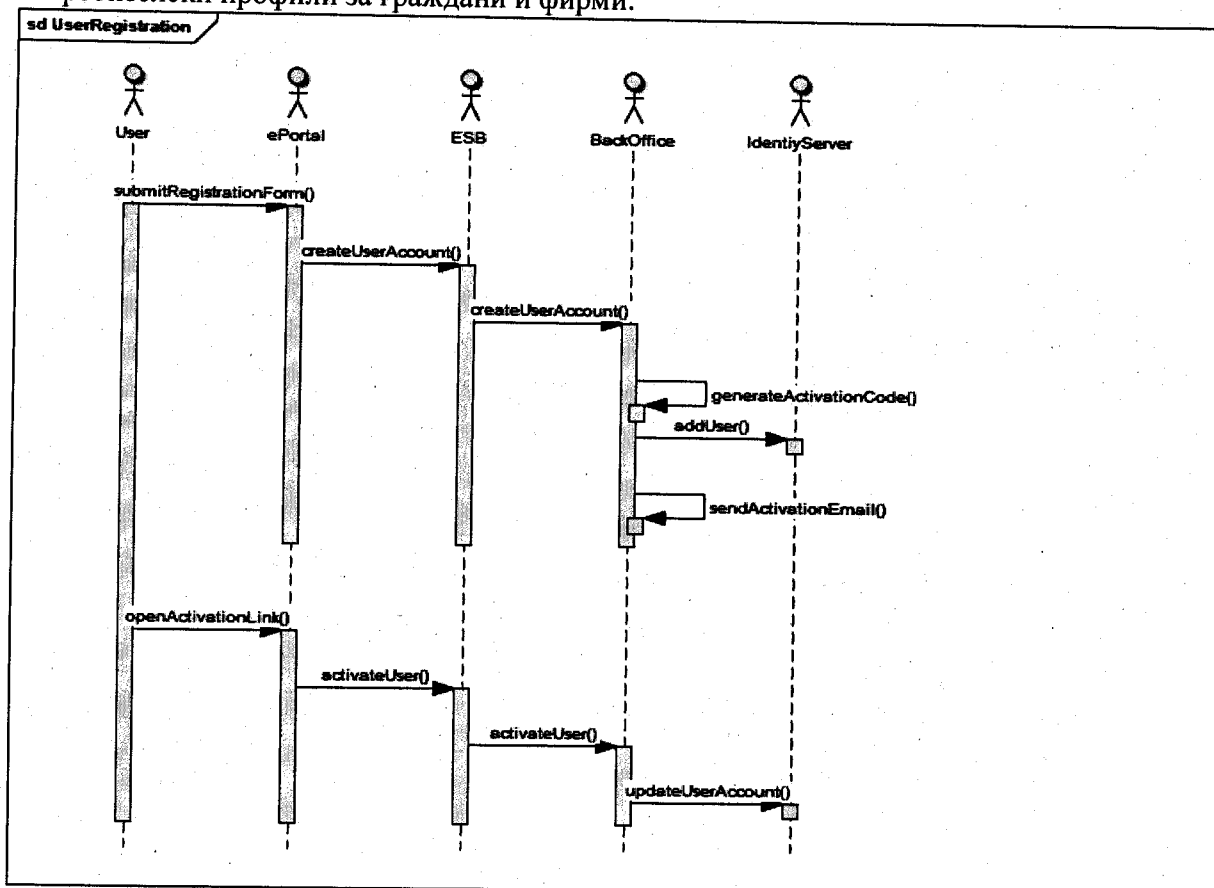 профили за граждани и фирми.
sd UserRegistration
User
ePortal
ESB
BackOffice
IdentiyServer
submitRegistrationForm()
createUserAccount()
createUserAccount()
generateActivationCode()
addUser()
sendActivationEmail()
openActivationLink()
activateUser()
activateUser()
updateUserAccount()